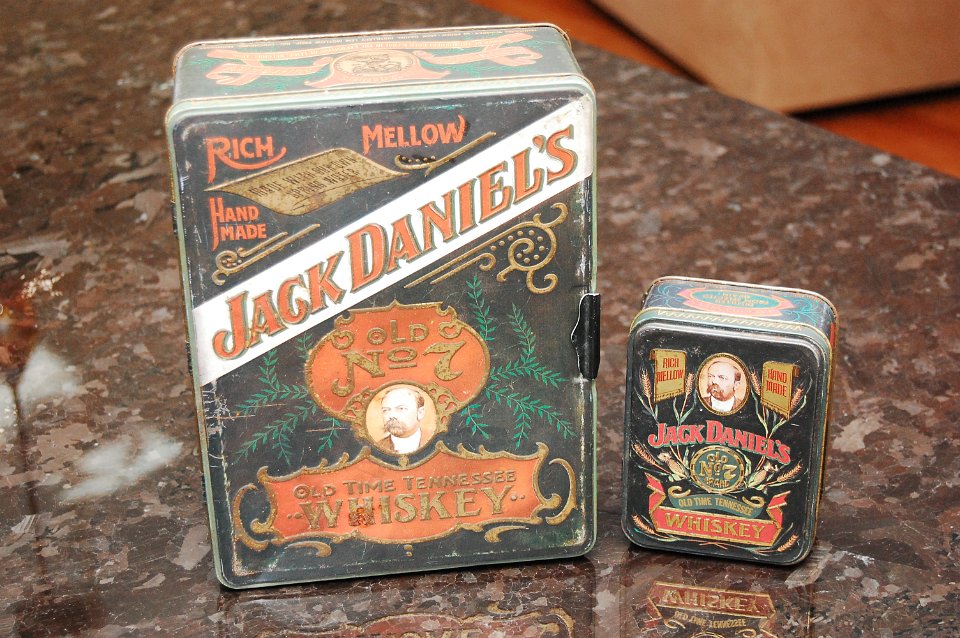 RICH
MELLOW
HAND
MADE
JACK DANIEL'S
OLD
No 7
OLD TIME TENNESSEE
WHISKEY
RICH
MELLOW
HAND
MADE
JACK DANIEL'S
OLD
No 7
BRAND
OLD TIME TENNESSEE
WHISKEY